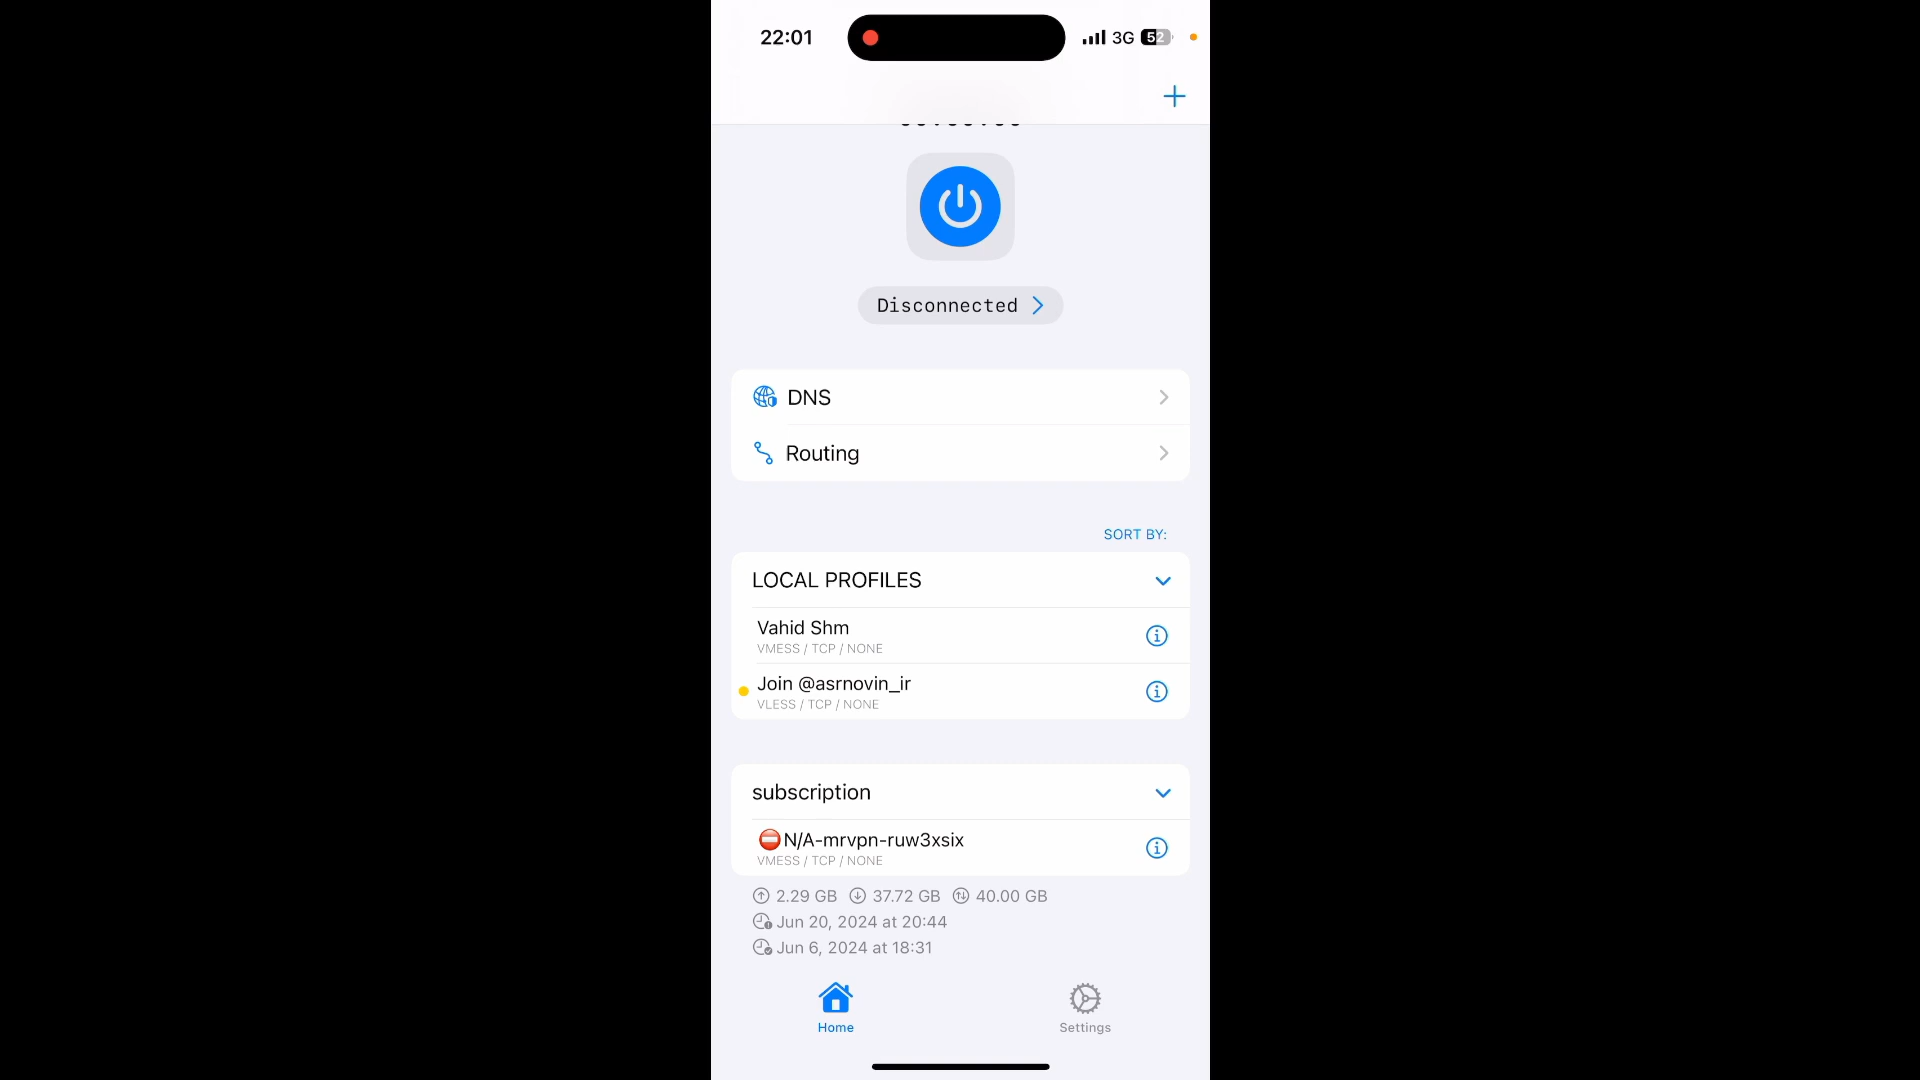 22:01
3G 52
Disconnected
DNS
Routing
SORT BY:
LOCAL PROFILES
Vahid Shm
VMESS / TCP / NONE
Join @asrnovin_ir
VLESS / TCP / NONE
subscription
N/A-mrvpn-ruw3xsix
VMESS / TCP / NONE
2.29 GB 37.72 GB 40.00 GB
Jun 20, 2024 at 20:44
Jun 6, 2024 at 18:31
Home
Settings